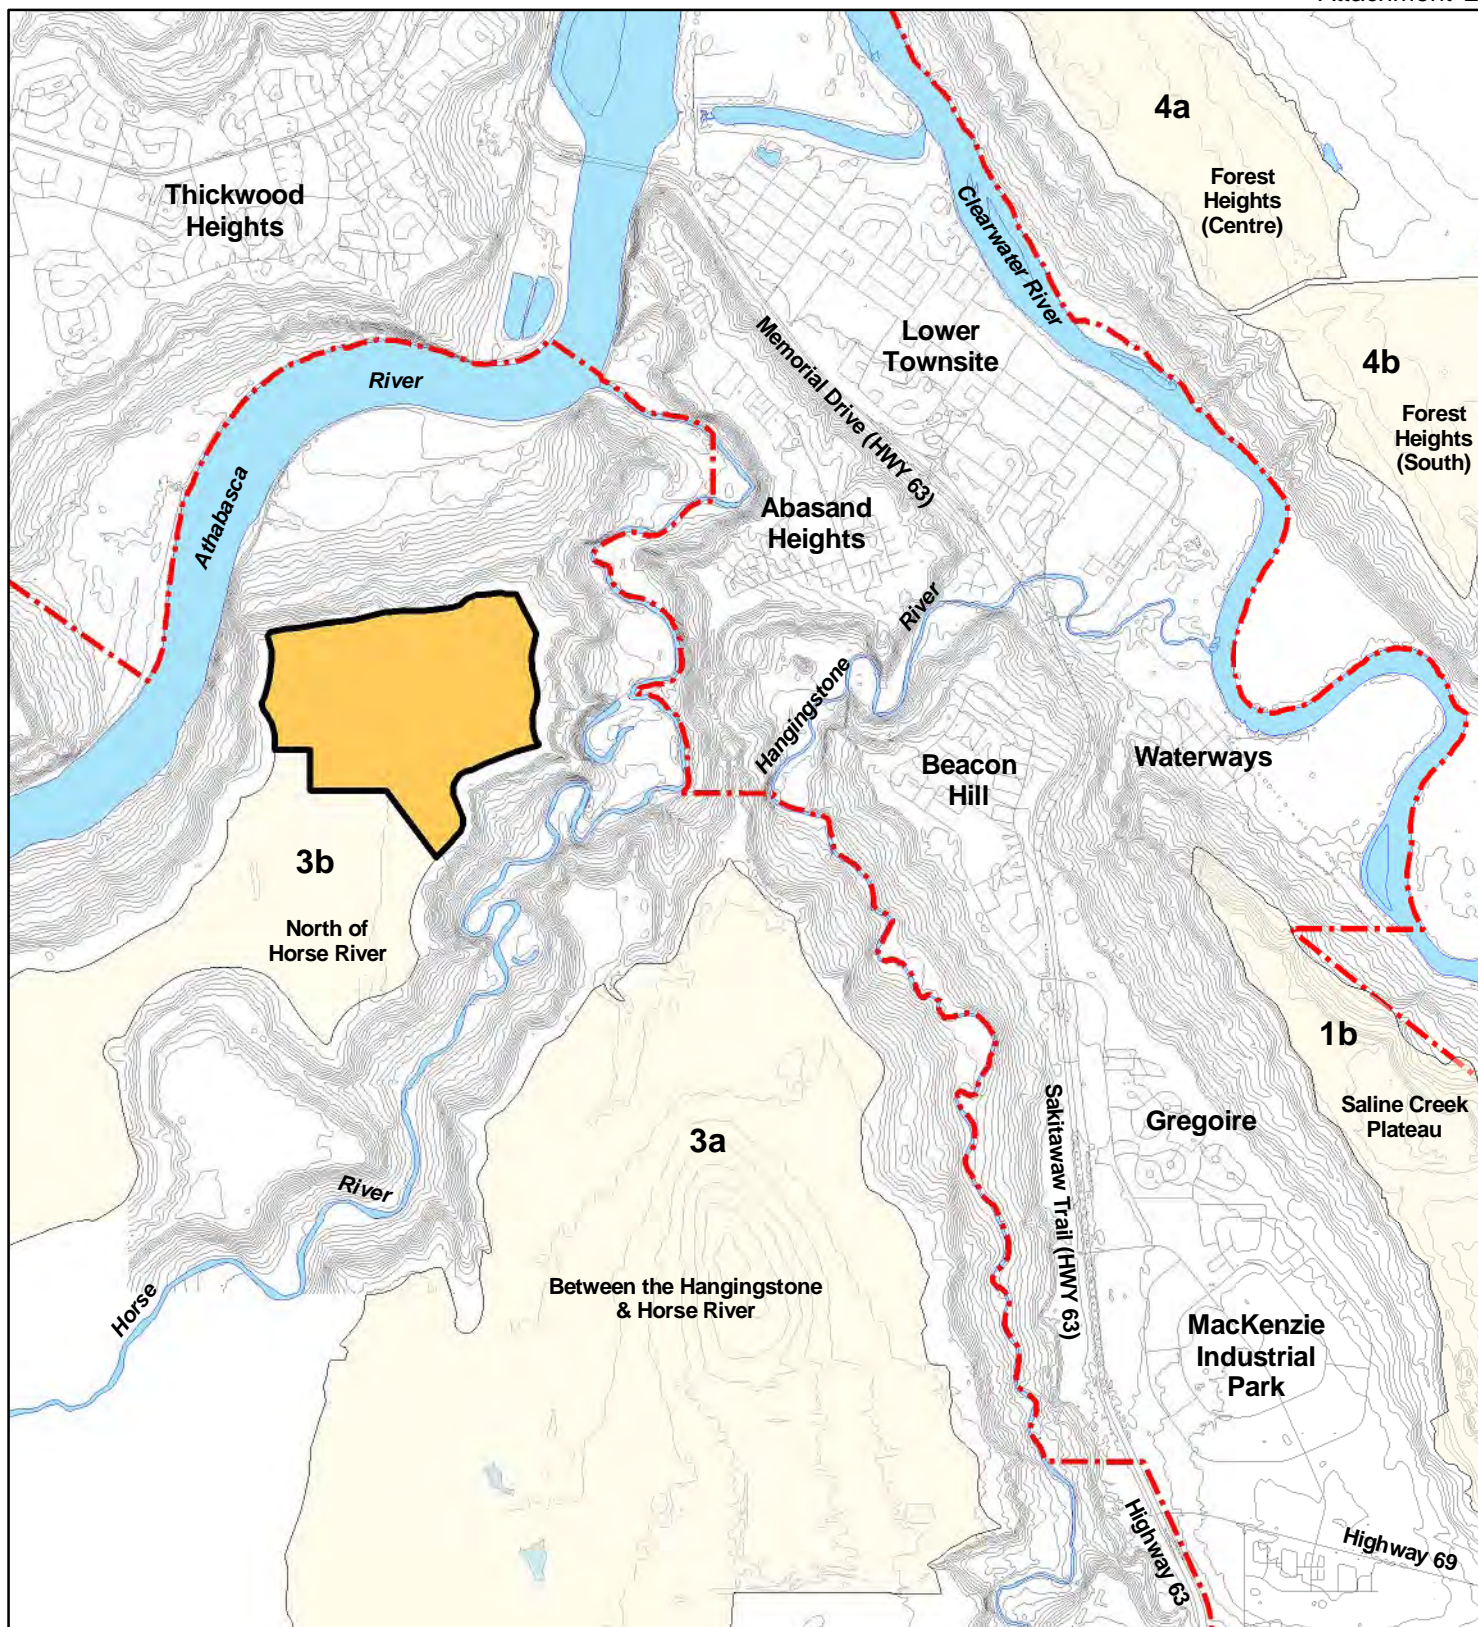 4a
Forest
Heights
(Centre)
Thickwood
Heights
Clearwater River
Lower
Townsite
Memorial Drive (HWY 63)
4b
Forest
Heights
(South)
River
Athabasca
Abasand
Heights
River
Hangingstone
Beacon
Hill
Waterways
3b
North of
Horse River
1b
Saline Creek
Plateau
3a
Sakitawaw Trail (HWY 63)
Gregoire
River
Horse
Between the Hangingstone
& Horse River
MacKenzie
Industrial
Park
Highway 63
Highway 69